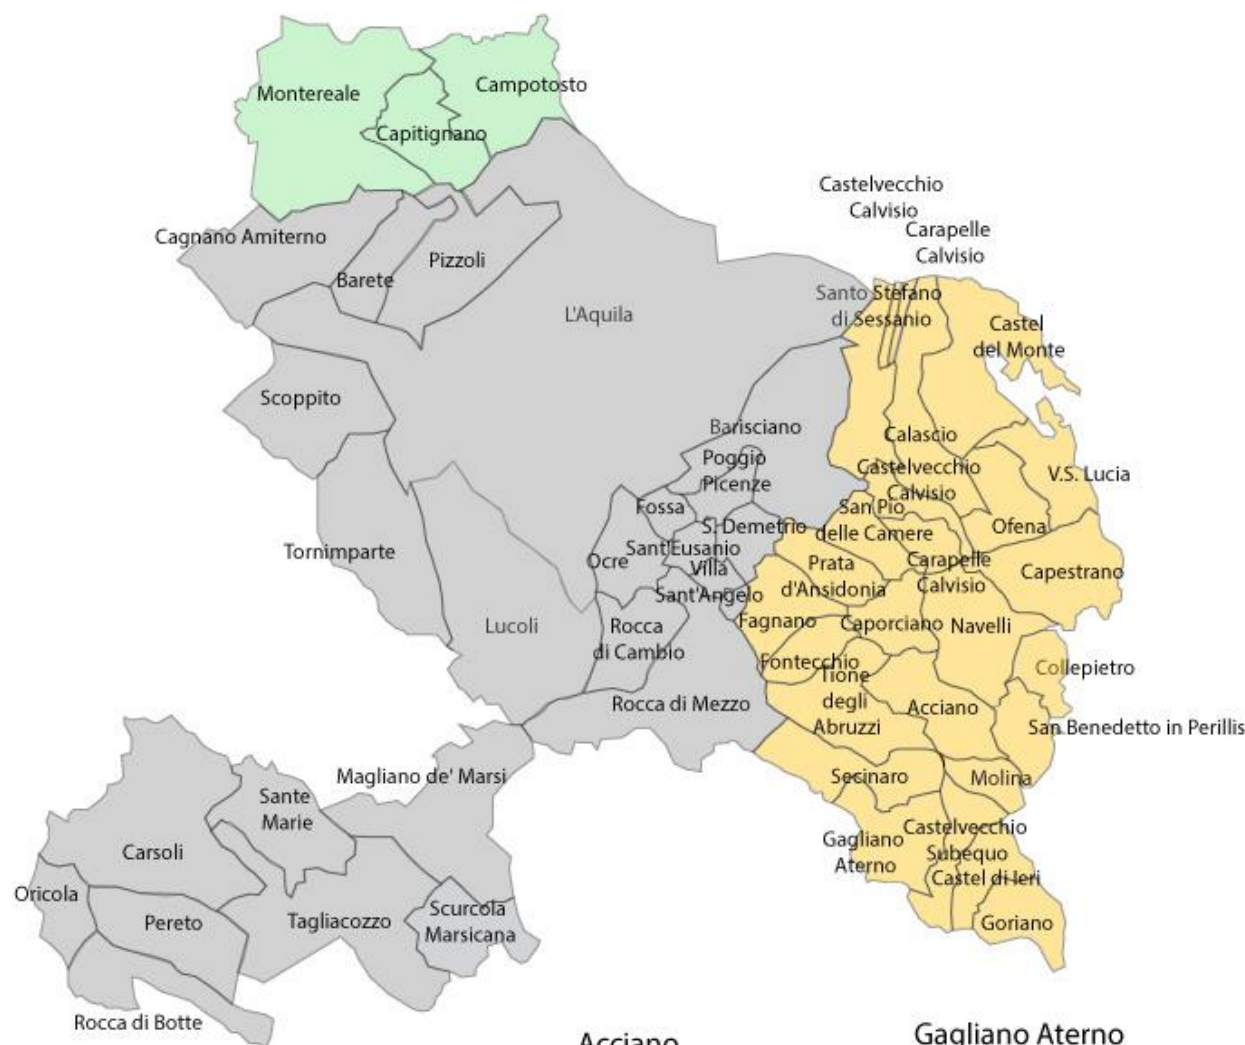 Montereale
Campotosto
Capitignano
Castelvecchio
Calvisio
Carapelle
Calvisio
Cagnano Amiterno
Barete
Pizzoli
L'Aquila
Santo Stefano
di Sessanio
Castel
del Monte
Scoppito
Barisciano
Calascio
Poggio
Picenze
Castelvecchio
Calvisio
V.S. Lucia
Fossa
San Pio
delle Camere
S. Demetrio
Ofena
Tornimparte
Ocre
Sant'Eusanio
Villa
Sant'Angelo
Prata
d'Ansidonia
Carapelle
Calvisio
Capestrano
Lucoli
Rocca
di Cambio
Fagnano
Caporciano
Navelli
Fontecchio
Collepietro
Tione
degli
Abruzzi
Rocca di Mezzo
Acciano
San Benedetto in Perillis
Magliano de' Marsi
Secinaro
Molina
Sante
Marie
Carsoli
Gagliano
Aterno
Castelvecchio
Subequo
Castel di Ieri
Oricola
Pereto
Tagliacozzo
Scurcola
Marsicana
Goriano
Rocca di Botte
Acciano
Gagliano Aterno